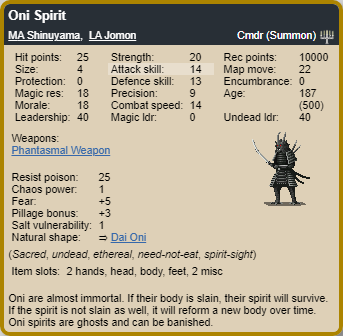 Oni Spirit
MA Shinuyama, LA Jomon Cmdr (Summon)
Hit points: 25 Strength: 20 Rec points: 10000
Size: 4 Attack skill: 14 Map move: 22
Protection: 0 Defence skill: 13 Encumbrance: 0
Magic res: 18 Precision: 9 Age: 187
Morale: 18 Combat speed: 14 (500)
Leadership: 40 Magic ldr: 0 Undead ldr: 40
Weapons:
Phantasmal Weapon
Resist poison: 25
Chaos power: 1
Fear: +5
Pillage bonus: +3
Salt vulnerability: 1
Natural shape: ⇒ Dai Oni
(Sacred, undead, ethereal, need-not-eat, spirit-sight)
Item slots: 2 hands, head, body, feet, 2 misc
Oni are almost immortal. If their body is slain, their spirit will survive.
If the spirit is not slain as well, it will reform a new body over time.
Oni spirits are ghosts and can be banished.